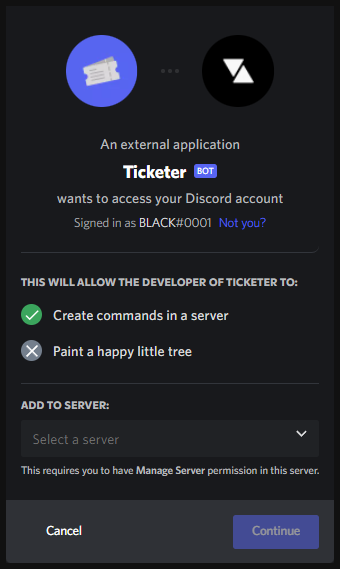 An external application
Ticketer BOT
wants to access your Discord account
Signed in as BLACK#0001 Not you?
THIS WILL ALLOW THE DEVELOPER OF TICKETER TO:
Create commands in a server
Paint a happy little tree
ADD TO SERVER:
Select a server
This requires you to have Manage Server permission in this server.
Cancel Continue